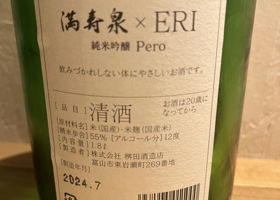 満寿泉 × ERI
純米吟醸 Pero
飲みづかれしない体にやさしいお酒です。
[品目] 清酒
お酒は20歳に
なってから
[原材料名] 米(国産)・米麹(国産米)
[精米歩合] 55% [アルコール分] 12度
[内容量] 1.8ℓ
[製造者] 株式会社 桝田酒造店
富山市東岩瀬町269番地
[製造年月]
2024.7